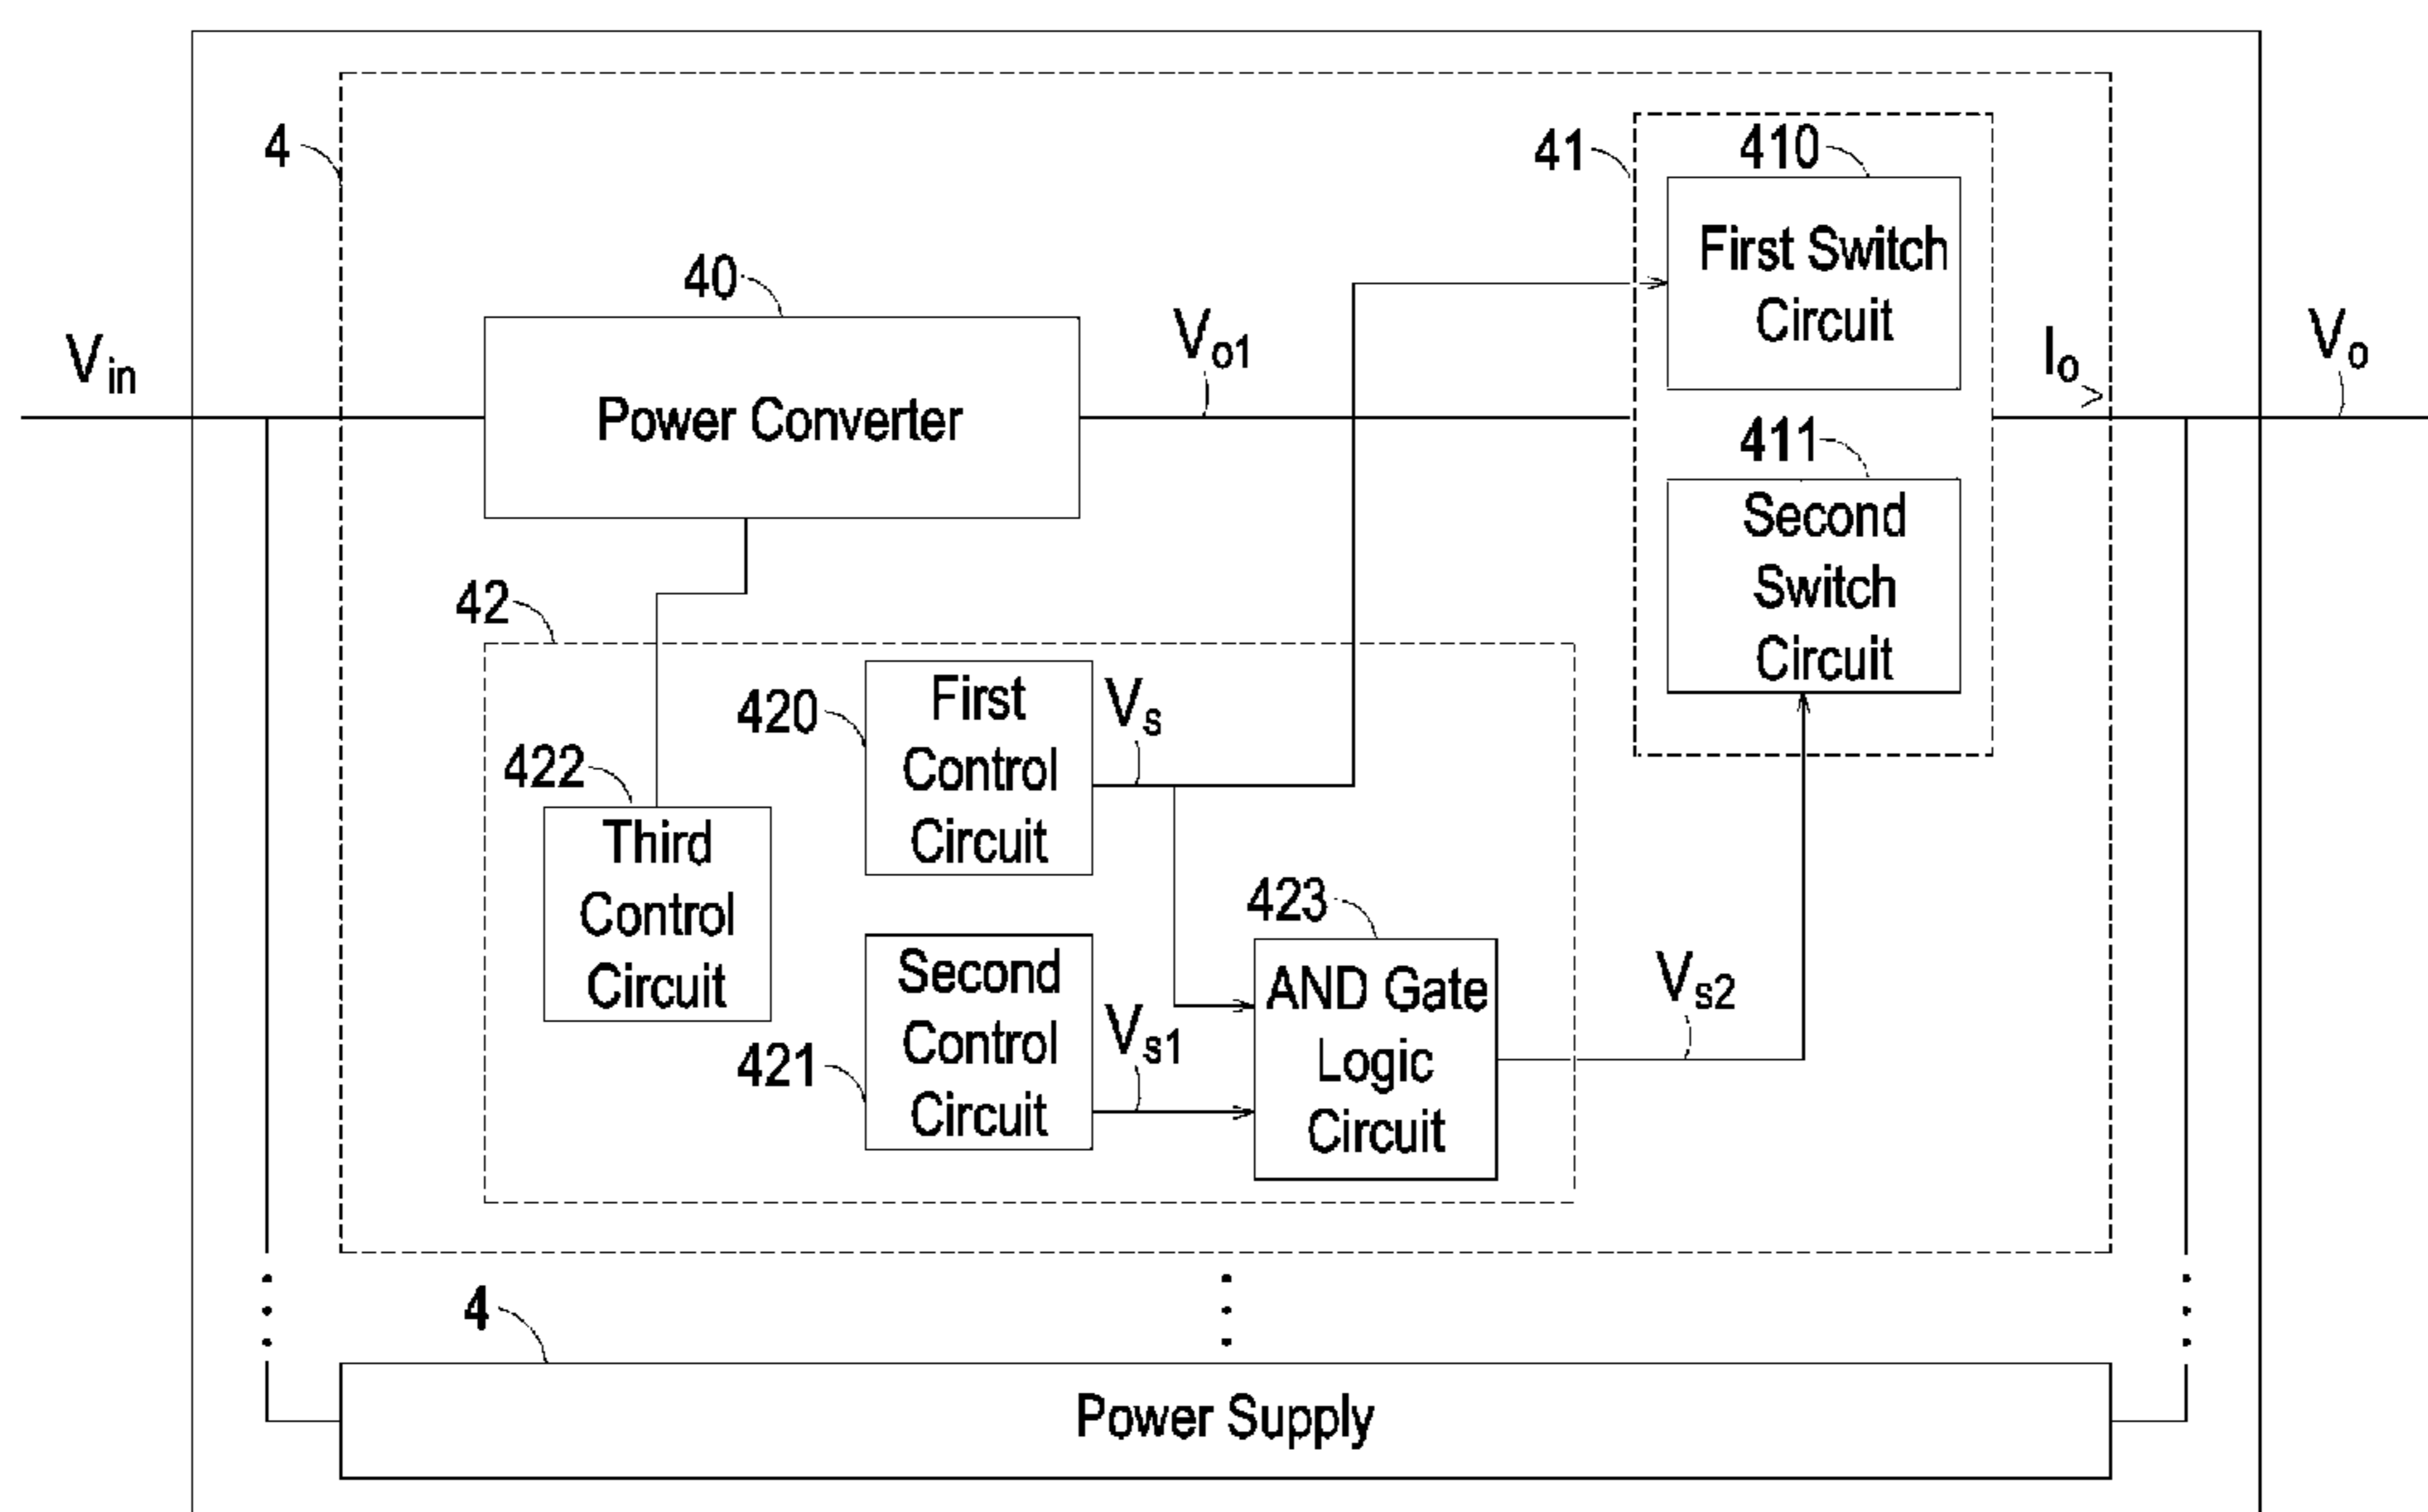 4
41
410
First Switch
Circuit
40
Vin
Power Converter
Vo1
Io
Vo
411
Second
Switch
Circuit
42
420
First
Control
Circuit
Vs
422
Third
Control
Circuit
423
AND Gate
Logic
Circuit
421
Second
Control
Circuit
Vs1
Vs2
4
Power Supply